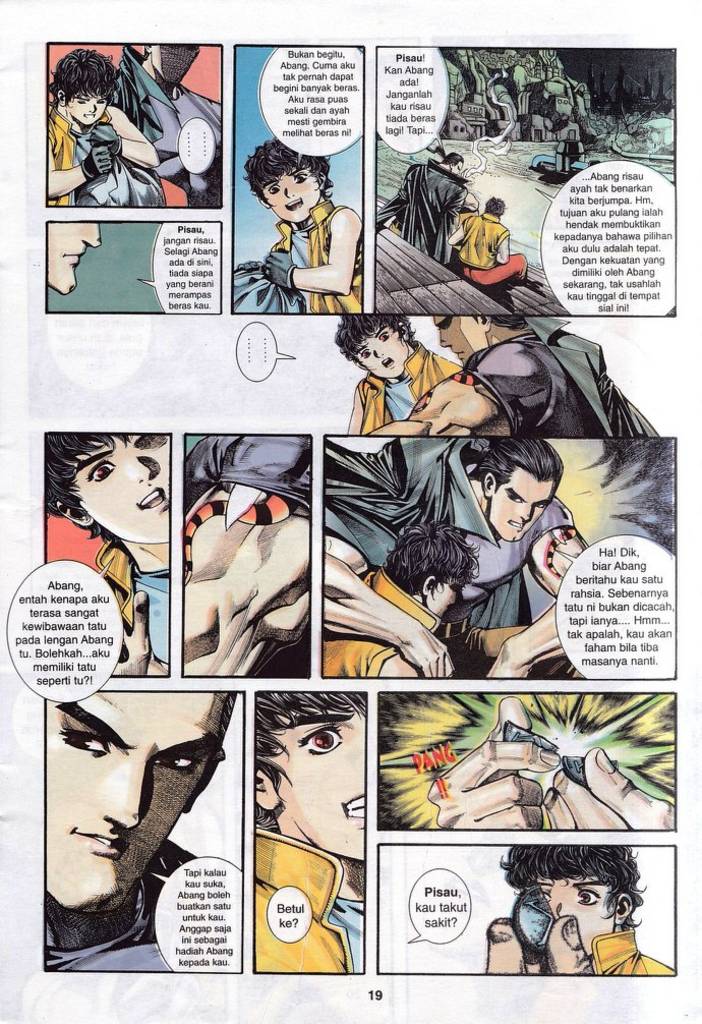 .......
Pisau,
jangan risau.
Selagi Abang
ada di sini,
tiada siapa
yang berani
merampas
beras kau.
Bukan begitu,
Abang. Cuma aku
tak pernah dapat
begini banyak beras.
Aku rasa puas
sekali dan ayah
mesti gembira
melihat beras ni!
Pisau!
Kan Abang
ada!
Janganlah
kau risau
tiada beras
lagi! Tapi...
...Abang risau
ayah tak benarkan
kita berjumpa. Hm,
tujuan aku pulang ialah
hendak membuktikan
kepadanya bahawa pilihan
aku dulu adalah tepat.
Dengan kekuatan yang
dimiliki oleh Abang
sekarang, tak usahlah
kau tinggal di tempat
sial ini!
.......
Abang,
entah kenapa aku
terasa sangat
kewibawaan tatu
pada lengan Abang
tu. Bolehkah...aku
memiliki tatu
seperti tu?!
Ha! Dik,
biar Abang
beritahu kau satu
rahsia. Sebenarnya
tatu ni bukan dicacah,
tapi ianya.... Hmm...
tak apalah, kau akan
faham bila tiba
masanya nanti.
Tapi kalau
kau suka,
Abang boleh
buatkan satu
untuk kau.
Anggap saja
ini sebagai
hadiah Abang
kepada kau.
Betul
ke?
PANG
!!
Pisau,
kau takut
sakit?
19